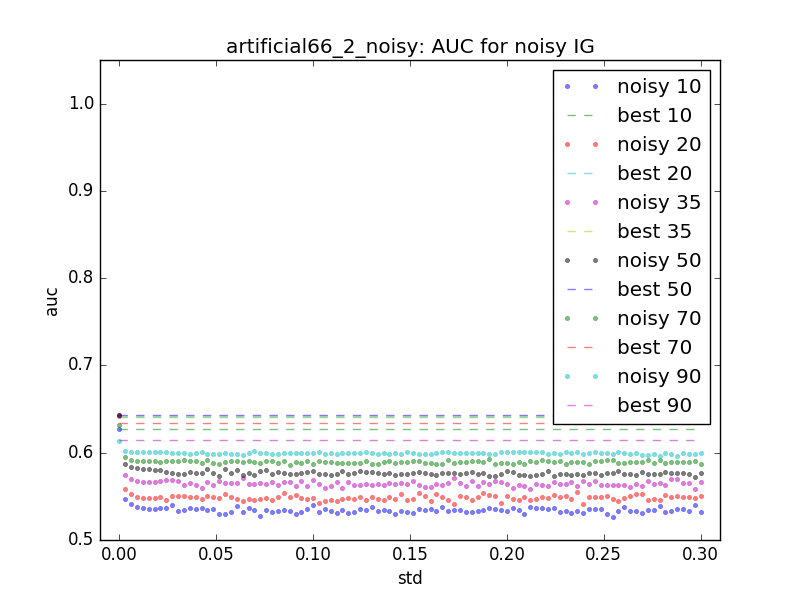 artificial66_2_noisy: AUC for noisy IG
1.0
0.9
0.8
0.7
0.6
0.5
auc
noisy 10
best 10
noisy 20
best 20
noisy 35
best 35
noisy 50
best 50
noisy 70
best 70
noisy 90
best 90
0.00 0.05 0.10 0.15 0.20 0.25 0.30
std